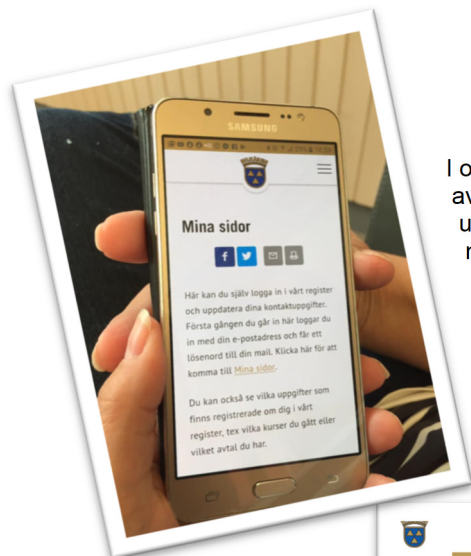 SAMSUNG
Mina sidor
Här kan du själv logga in i vårt register
och uppdatera dina kontaktuppgifter.
Första gången du går in här loggar du
in med din e-postadress och får ett
lösenord till din mail. Klicka här för att
komma till Mina sidor.
Du kan också se vilka uppgifter som
finns registrerade om dig i vårt
register, tex vilka kurser du gått eller
vilket avtal du har.
I o
av
u